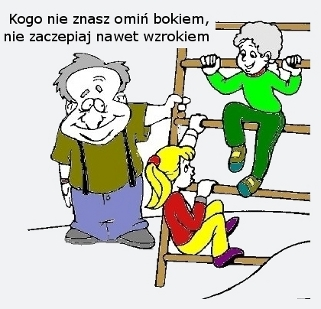 Kogo nie znasz omiń bokiem,
nie zaczepiaj nawet wzrokiem